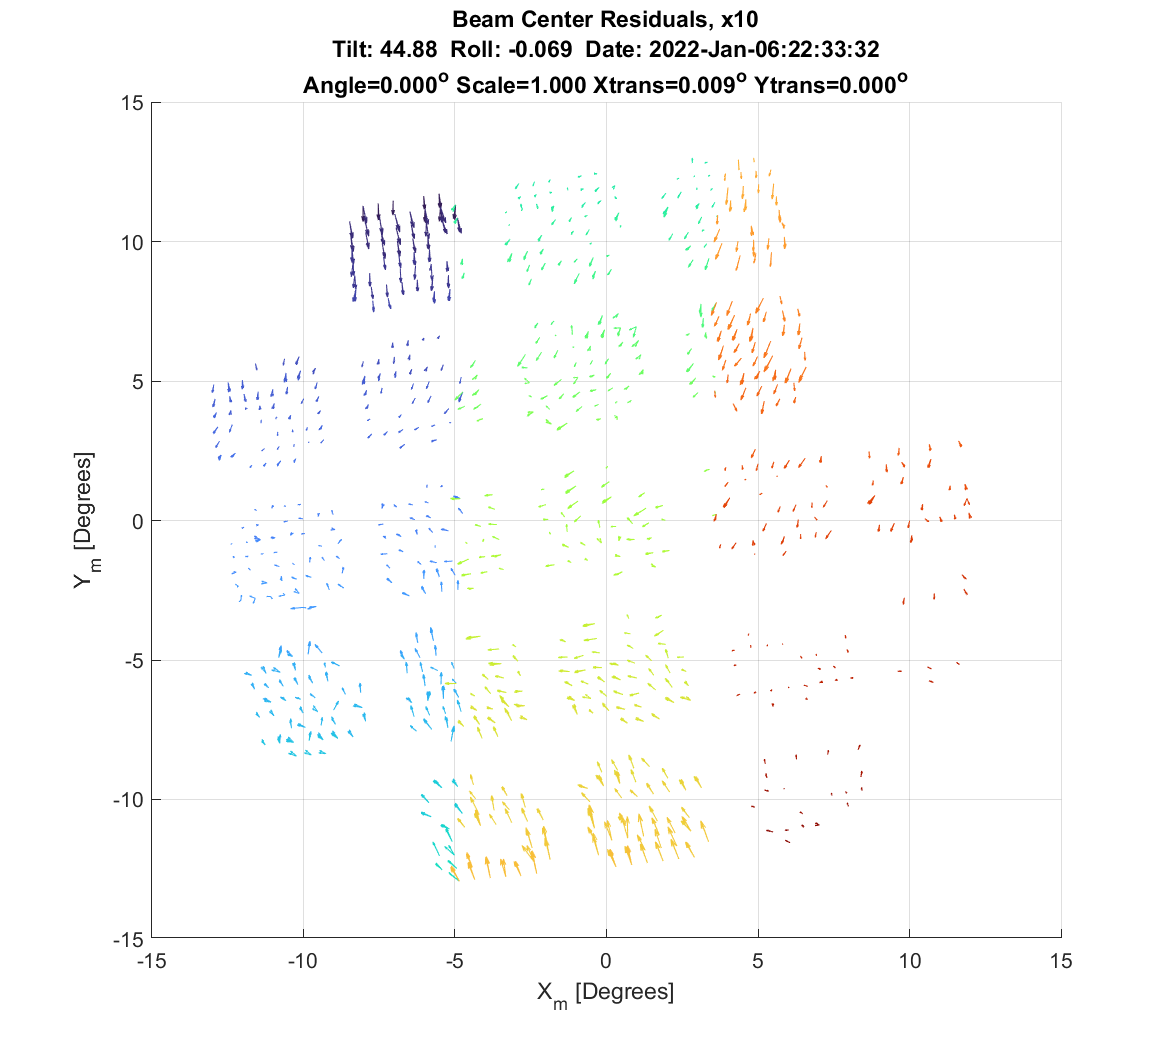 Beam Center Residuals, x10
Tilt: 44.88 Roll: -0.069 Date: 2022-Jan-06:22:33:32
Angle=0.000° Scale=1.000 Xtrans=0.009° Ytrans=0.000°
15
10
5
0
-5
-10
-15
Ym [Degrees]
-15 -10 -5 0 5 10 15
Xm [Degrees]